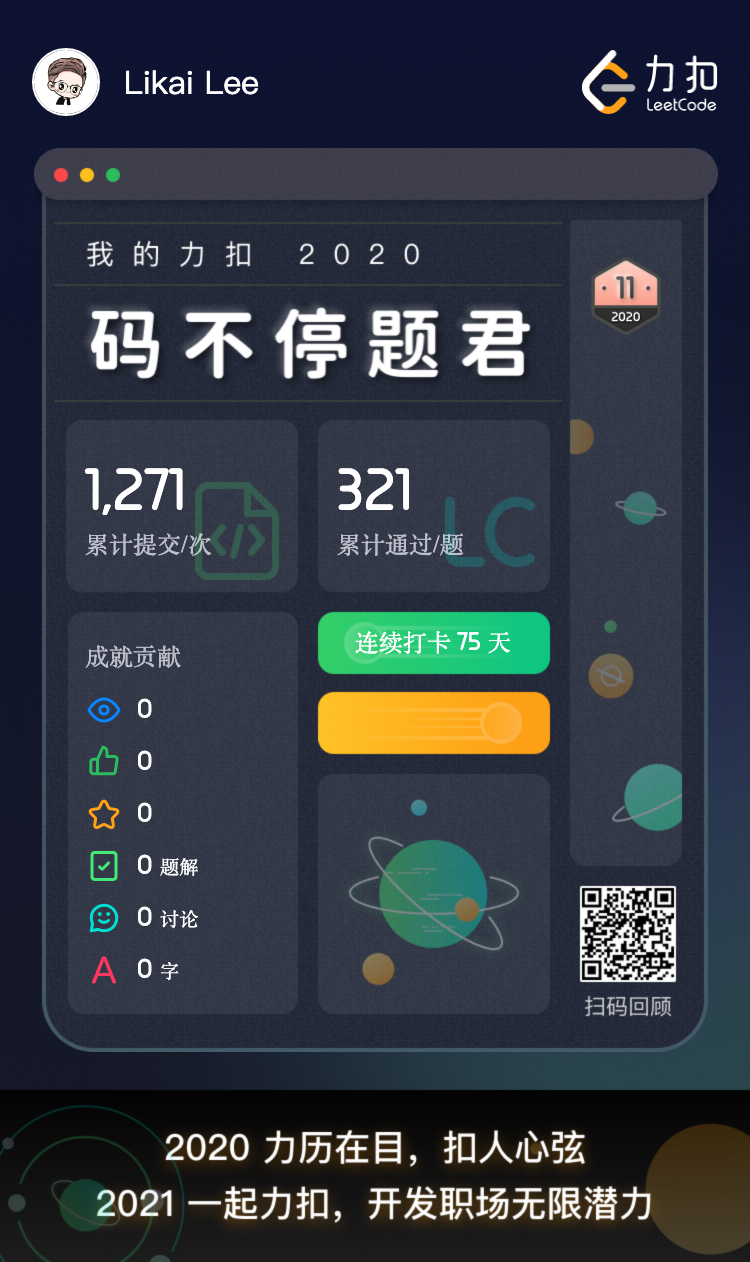 Likai Lee
力扣
LeetCode
我的力扣 2020
码不停题君
11
2020
1,271
累计提交/次
321
累计通过/题
LC
成就贡献
0
0
0
0 题解
0 讨论
0 字
连续打卡 75 天
扫码回顾
2020 力历在目，扣人心弦
2021 一起力扣，开发职场无限潜力